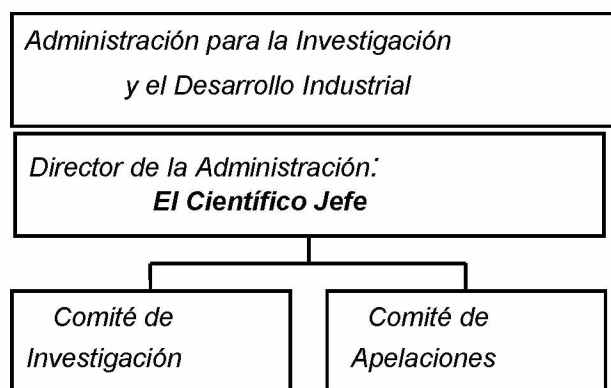 Administración para la Investigación
y el Desarrollo Industrial
Director de la Administración:
El Científico Jefe
Comité de
Investigación
Comité de
Apelaciones